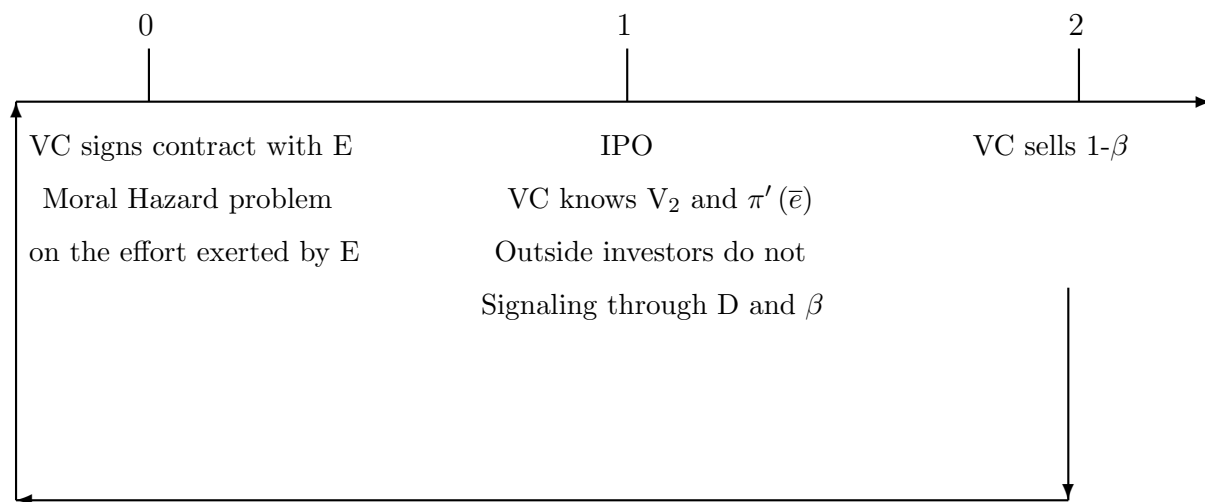 0 1 2
VC signs contract with E IPO VC sells 1-β
Moral Hazard problem VC knows V₂ and π′(e̅)
on the effort exerted by E Outside investors do not
Signaling through D and β